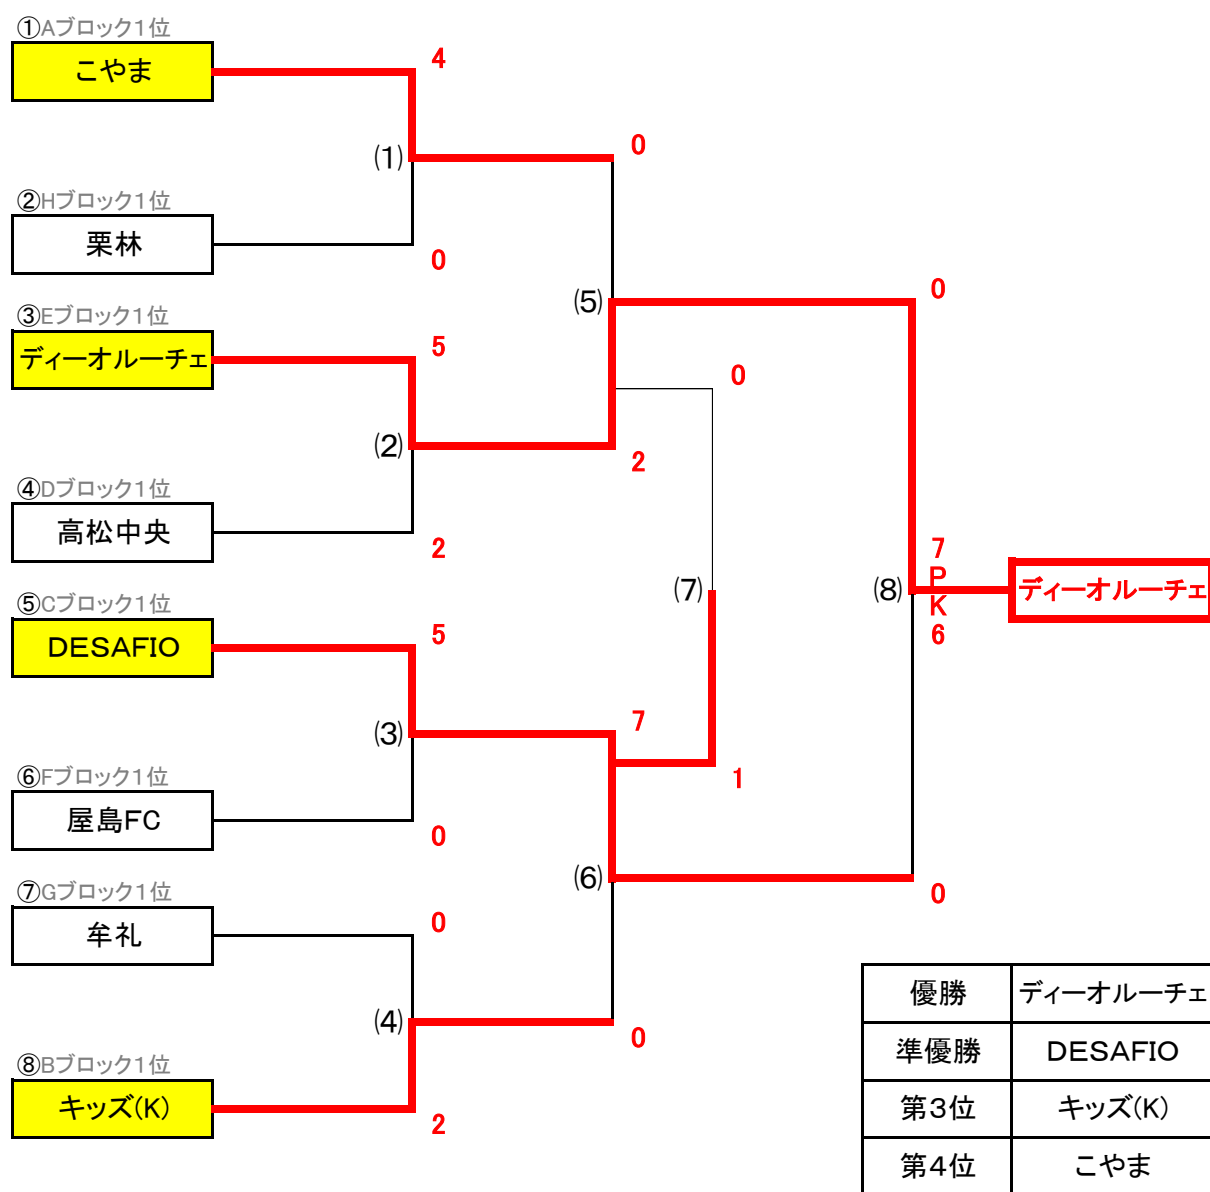 ①Aブロック1位
こやま
4
(1)
0
②Hブロック1位
栗林
0
③Eブロック1位
ディーオルーチェ
5
(5)
0
0
(2)
2
④Dブロック1位
高松中央
2
⑤Cブロック1位
DESAFIO
5
(7)
(8)
7
P
K
6
ディーオルーチェ
(3)
7
1
⑥Fブロック1位
屋島FC
0
(6)
0
⑦Gブロック1位
牟礼
0
(4)
0
⑧Bブロック1位
キッズ(K)
2
優勝 ディーオルーチェ
準優勝 DESAFIO
第3位 キッズ(K)
第4位 こやま